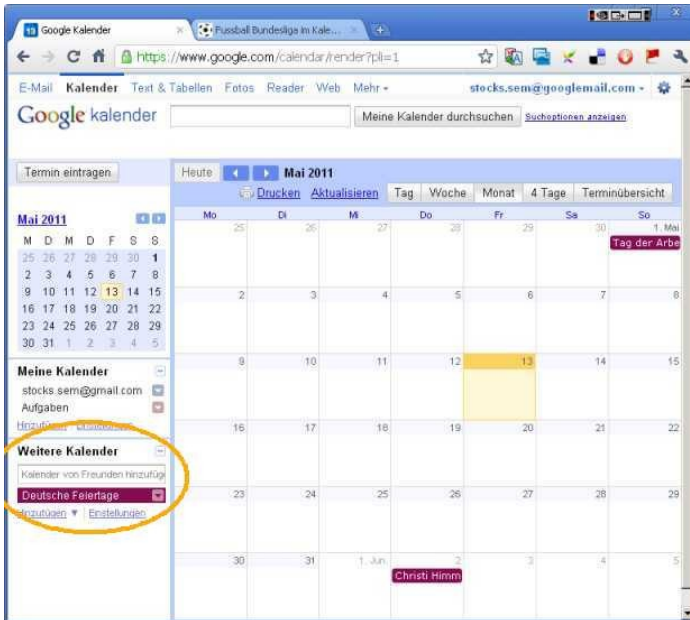 Google Kalender
Fussball Bundesliga im Kale...
https://www.google.com/calendar/render?pli=1
E-Mail Kalender Text & Tabellen Fotos Reader Web Mehr
stocks.sem@googlemail.com
Google kalender
Meine Kalender durchsuchen
Suchoptionen anzeigen
Termin eintragen
Heute
Mai 2011
Drucken Aktualisieren Tag Woche Monat 4 Tage Terminübersicht
Mai 2011
M D M D F S S
25 26 27 28 29 30 1
2 3 4 5 6 7 8
9 10 11 12 13 14 15
16 17 18 19 20 21 22
23 24 25 26 27 28 29
30 31 1 2 3 4 5
Meine Kalender
stocks.sem@gmail.com
Aufgaben
Hinzufügen Einstellungen
Weitere Kalender
Kalender von Freunden hinzufüg
Deutsche Feiertage
Hinzufügen ▼ Einstellungen
Mo Di Mi Do Fr Sa So
25 26 27 28 29 30 1. Mai
Tag der Arbe
2 3 4 5 6 7 8
9 10 11 12 13 14 15
16 17 18 19 20 21 22
23 24 25 26 27 28 29
30 31 1. Jun. 2 3 4 5
Christi Himm